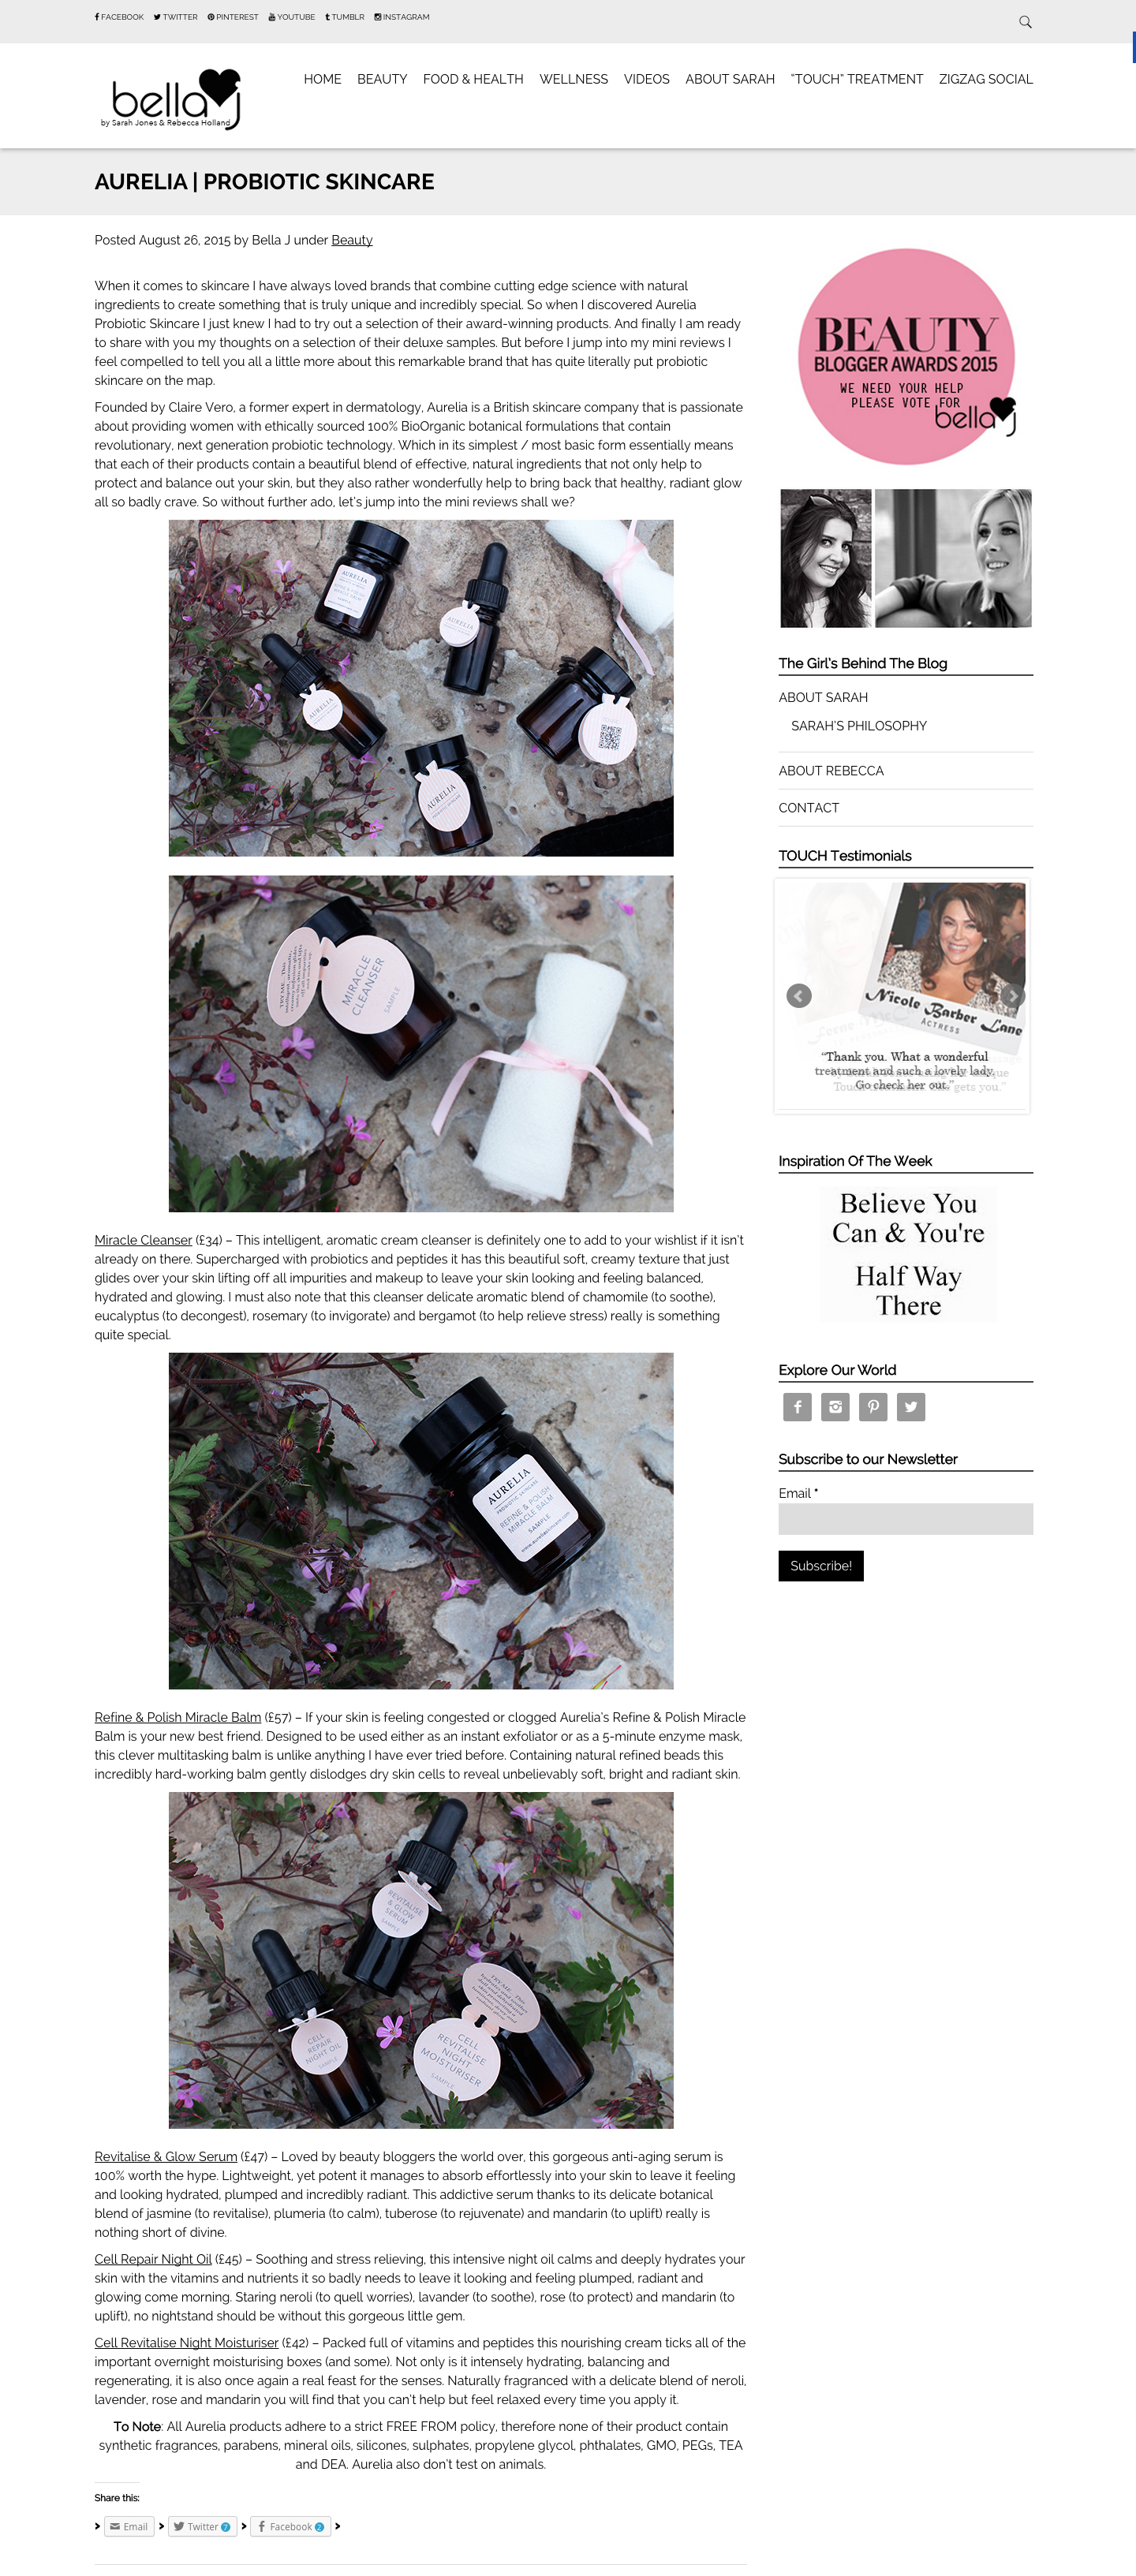 FACEBOOK TWITTER PINTEREST YOUTUBE TUMBLR INSTAGRAM
bella j
by Sarah Jones & Rebecca Holland
HOME BEAUTY FOOD & HEALTH WELLNESS VIDEOS ABOUT SARAH “TOUCH” TREATMENT ZIGZAG SOCIAL
AURELIA | PROBIOTIC SKINCARE
Posted August 26, 2015 by Bella J under Beauty
When it comes to skincare I have always loved brands that combine cutting edge science with natural
ingredients to create something that is truly unique and incredibly special. So when I discovered Aurelia
Probiotic Skincare I just knew I had to try out a selection of their award-winning products. And finally I am ready
to share with you my thoughts on a selection of their deluxe samples. But before I jump into my mini reviews I
feel compelled to tell you all a little more about this remarkable brand that has quite literally put probiotic
skincare on the map.
Founded by Claire Vero, a former expert in dermatology, Aurelia is a British skincare company that is passionate
about providing women with ethically sourced 100% BioOrganic botanical formulations that contain
revolutionary, next generation probiotic technology. Which in its simplest / most basic form essentially means
that each of their products contain a beautiful blend of effective, natural ingredients that not only help to
protect and balance out your skin, but they also rather wonderfully help to bring back that healthy, radiant glow
all so badly crave. So without further ado, let’s jump into the mini reviews shall we?
AURELIA
REFINE & POLISH
MIRACLE BALM
AURELIA
AURELIA
AURELIA
MIRACLE
CLEANSER
SAMPLE
Miracle Cleanser (£34) – This intelligent, aromatic cream cleanser is definitely one to add to your wishlist if it isn’t
already on there. Supercharged with probiotics and peptides it has this beautiful soft, creamy texture that just
glides over your skin lifting off all impurities and makeup to leave your skin looking and feeling balanced,
hydrated and glowing. I must also note that this cleanser delicate aromatic blend of chamomile (to soothe),
eucalyptus (to decongest), rosemary (to invigorate) and bergamot (to help relieve stress) really is something
quite special.
AURELIA
PROBIOTIC SKINCARE
REFINE & POLISH
MIRACLE BALM
SAMPLE
www.aureliaskincare.com
Refine & Polish Miracle Balm (£57) – If your skin is feeling congested or clogged Aurelia’s Refine & Polish Miracle
Balm is your new best friend. Designed to be used either as an instant exfoliator or as a 5-minute enzyme mask,
this clever multitasking balm is unlike anything I have ever tried before. Containing natural refined beads this
incredibly hard-working balm gently dislodges dry skin cells to reveal unbelievably soft, bright and radiant skin.
REVITALISE
& GLOW
SERUM
SAMPLE
CELL
REPAIR
NIGHT OIL
SAMPLE
CELL
REVITALISE
NIGHT
MOISTURISER
SAMPLE
Revitalise & Glow Serum (£47) – Loved by beauty bloggers the world over, this gorgeous anti-aging serum is
100% worth the hype. Lightweight, yet potent it manages to absorb effortlessly into your skin to leave it feeling
and looking hydrated, plumped and incredibly radiant. This addictive serum thanks to its delicate botanical
blend of jasmine (to revitalise), plumeria (to calm), tuberose (to rejuvenate) and mandarin (to uplift) really is
nothing short of divine.
Cell Repair Night Oil (£45) – Soothing and stress relieving, this intensive night oil calms and deeply hydrates your
skin with the vitamins and nutrients it so badly needs to leave it looking and feeling plumped, radiant and
glowing come morning. Staring neroli (to quell worries), lavander (to soothe), rose (to protect) and mandarin (to
uplift), no nightstand should be without this gorgeous little gem.
Cell Revitalise Night Moisturiser (£42) – Packed full of vitamins and peptides this nourishing cream ticks all of the
important overnight moisturising boxes (and some). Not only is it intensely hydrating, balancing and
regenerating, it is also once again a real feast for the senses. Naturally fragranced with a delicate blend of neroli,
lavender, rose and mandarin you will find that you can’t help but feel relaxed every time you apply it.
To Note: All Aurelia products adhere to a strict FREE FROM policy, therefore none of their product contain
synthetic fragrances, parabens, mineral oils, silicones, sulphates, propylene glycol, phthalates, GMO, PEGs, TEA
and DEA. Aurelia also don’t test on animals.
Share this:
Email Twitter 7 Facebook 2
BEAUTY
BLOGGER AWARDS 2015
WE NEED YOUR HELP
PLEASE VOTE FOR
bella j
The Girl’s Behind The Blog
ABOUT SARAH
SARAH’S PHILOSOPHY
ABOUT REBECCA
CONTACT
TOUCH Testimonials
Nicole Barber Lane
ACTRESS
“Thank you. What a wonderful
treatment and such a lovely lady.
Go check her out.”
Inspiration Of The Week
Believe You
Can & You're
Half Way
There
Explore Our World
Subscribe to our Newsletter
Email *
Subscribe!